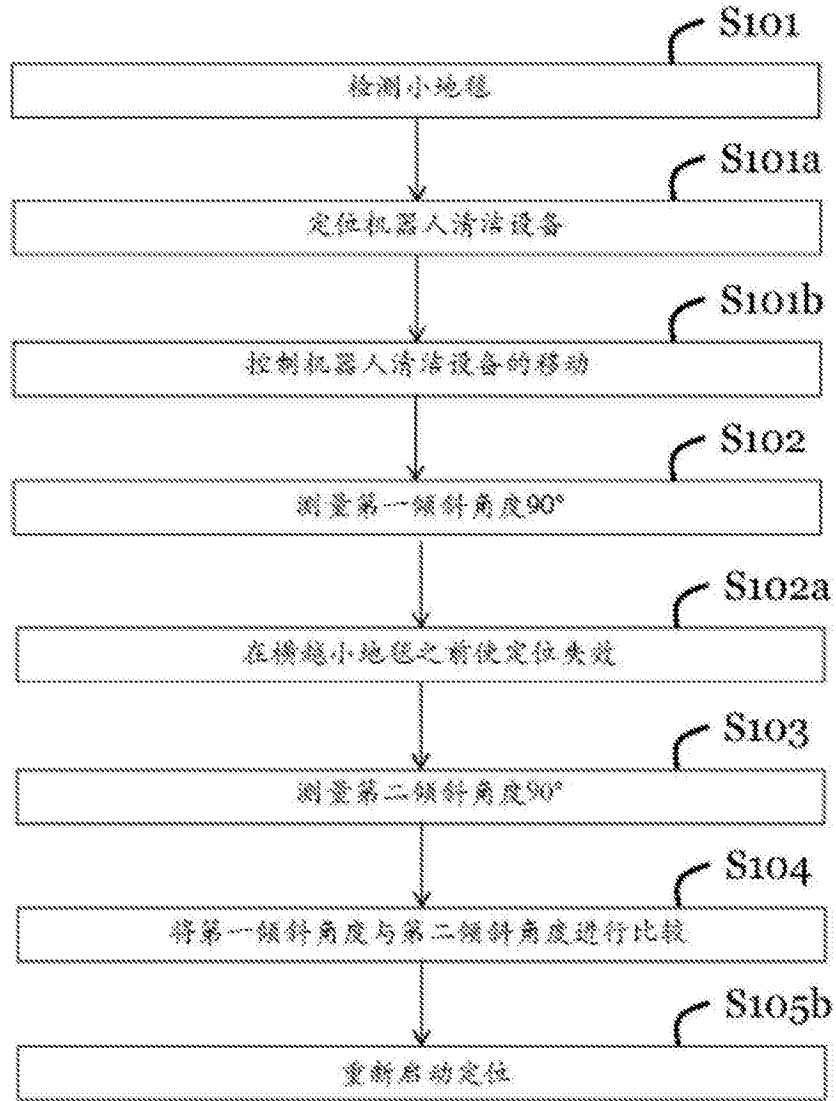 S101
检测小地毯
S101a
定位机器人清洁设备
S101b
控制机器人清洁设备的移动
S102
测量第一倾斜角度90°
S102a
在横越小地毯之前使定位失效
S103
测量第二倾斜角度90°
S104
将第一倾斜角度与第二倾斜角度进行比较
S105b
重新启动定位